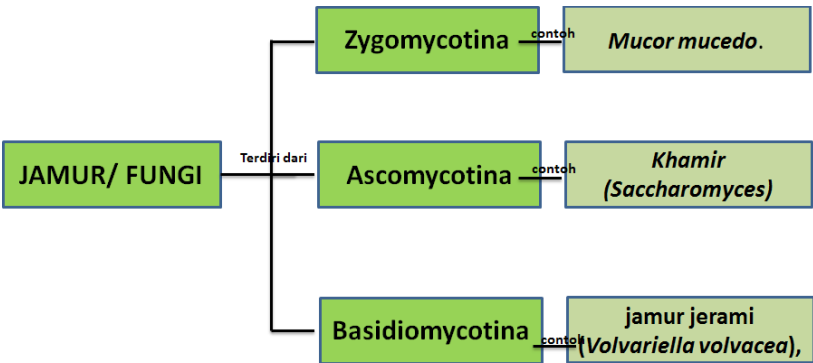 Zygomycotina
contoh
Mucor mucedo.
JAMUR/ FUNGI
Terdiri dari
Ascomycotina
contoh
Khamir
(Saccharomyces)
Basidiomycotina
contoh
jamur jerami
(Volvariella volvacea),